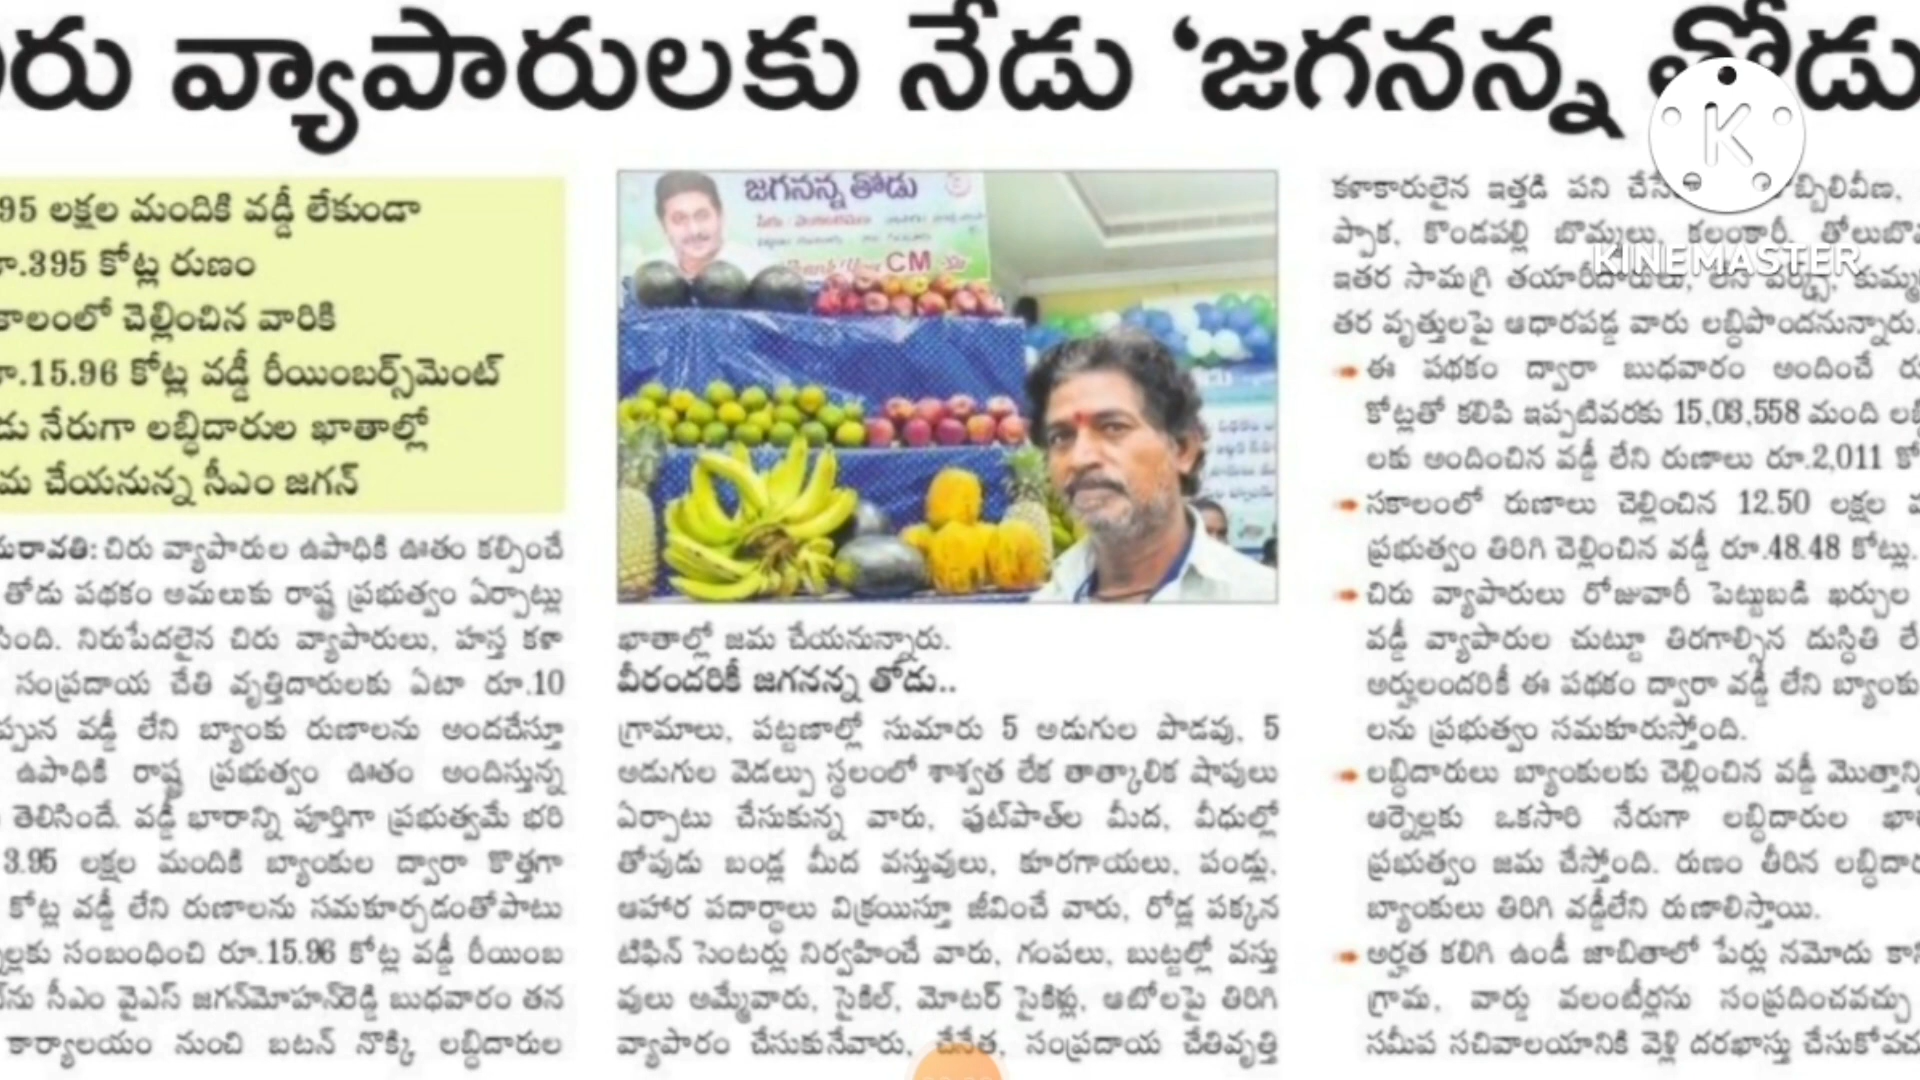 చిరు వ్యాపారులకు నేడు ‘జగనన్న తోడు
95 లక్షల మందికి వడ్డీ లేకుండా
రూ.395 కోట్ల రుణం
కాలంలో చెల్లించిన వారికి
రూ.15.96 కోట్ల వడ్డీ రీయింబర్స్‌మెంట్
డు నేరుగా లబ్ధిదారుల ఖాతాల్లో
మ చేయనున్న సీఎం జగన్
మరావతి: చిరు వ్యాపారుల ఉపాధికి ఊతం కల్పించే
తోడు పథకం అమలుకు రాష్ట్ర ప్రభుత్వం ఏర్పాట్లు
సింది. నిరుపేదలైన చిరు వ్యాపారులు, హస్త కళా
సంప్రదాయ చేతి వృత్తిదారులకు ఏటా రూ.10
ప్పున వడ్డీ లేని బ్యాంకు రుణాలను అందచేస్తూ
ఉపాధికి రాష్ట్ర ప్రభుత్వం ఊతం అందిస్తున్న
తెలిసిందే. వడ్డీ భారాన్ని పూర్తిగా ప్రభుత్వమే భరి
3.95 లక్షల మందికి బ్యాంకుల ద్వారా కొత్తగా
కోట్ల వడ్డీ లేని రుణాలను సమకూర్చడంతోపాటు
ల్లకు సంబంధించి రూ.15.96 కోట్ల వడ్డీ రీయింబ
ను సీఎం వైఎస్ జగన్‌మోహన్‌రెడ్డి బుధవారం తన
కార్యాలయం నుంచి బటన్ నొక్కి లబ్ధిదారుల
జగనన్న తోడు
CM
ఖాతాల్లో జమ చేయనున్నారు.
వీరందరికీ జగనన్న తోడు..
గ్రామాలు, పట్టణాల్లో సుమారు 5 అడుగుల పొడవు, 5
అడుగుల వెడల్పు స్థలంలో శాశ్వత లేక తాత్కాలిక షాపులు
ఏర్పాటు చేసుకున్న వారు, ఫుట్‌పాత్‌ల మీద, వీధుల్లో
తోపుడు బండ్ల మీద వస్తువులు, కూరగాయలు, పండ్లు,
ఆహార పదార్థాలు విక్రయిస్తూ జీవించే వారు, రోడ్ల పక్కన
టిఫిన్ సెంటర్లు నిర్వహించే వారు, గంపలు, బుట్టల్లో వస్తు
వులు అమ్మేవారు, సైకిల్, మోటర్ సైకిళ్లు, ఆటోలపై తిరిగి
వ్యాపారం చేసుకునేవారు, చేనేత, సంప్రదాయ చేతివృత్తి
కళాకారులైన ఇత్తడి పని చేసే బొబ్బిలివీణ,
ప్పాక, కొండపల్లి బొమ్మలు, కలంకారీ, తోలుబొ
ఇతర సామగ్రి తయారీదారులు, లేస్ వర్క్స్, కుమ్మ
తర వృత్తులపై ఆధారపడ్డ వారు లబ్ధిపొందనున్నారు.
ఈ పథకం ద్వారా బుధవారం అందించే రు
కోట్లతో కలిపి ఇప్పటివరకు 15,03,558 మంది లబ్ధి
లకు అందించిన వడ్డీ లేని రుణాలు రూ.2,011 కో
సకాలంలో రుణాలు చెల్లించిన 12.50 లక్షల మ
ప్రభుత్వం తిరిగి చెల్లించిన వడ్డీ రూ.48.48 కోట్లు.
చిరు వ్యాపారులు రోజువారీ పెట్టుబడి ఖర్చుల
వడ్డీ వ్యాపారుల చుట్టూ తిరగాల్సిన దుస్థితి లే
అర్హులందరికీ ఈ పథకం ద్వారా వడ్డీ లేని బ్యాంకు
లను ప్రభుత్వం సమకూరుస్తోంది.
లబ్ధిదారులు బ్యాంకులకు చెల్లించిన వడ్డీ మొత్తాన్ని
ఆర్నెల్లకు ఒకసారి నేరుగా లబ్ధిదారుల ఖా
ప్రభుత్వం జమ చేస్తోంది. రుణం తీరిన లబ్ధిదా
బ్యాంకులు తిరిగి వడ్డీలేని రుణాలిస్తాయి.
అర్హత కలిగి ఉండీ జాబితాలో పేర్లు నమోదు కాని
గ్రామ, వార్డు వలంటీర్లను సంప్రదించవచ్చు
సమీప సచివాలయానికి వెళ్లి దరఖాస్తు చేసుకోవచ
KINEMASTER